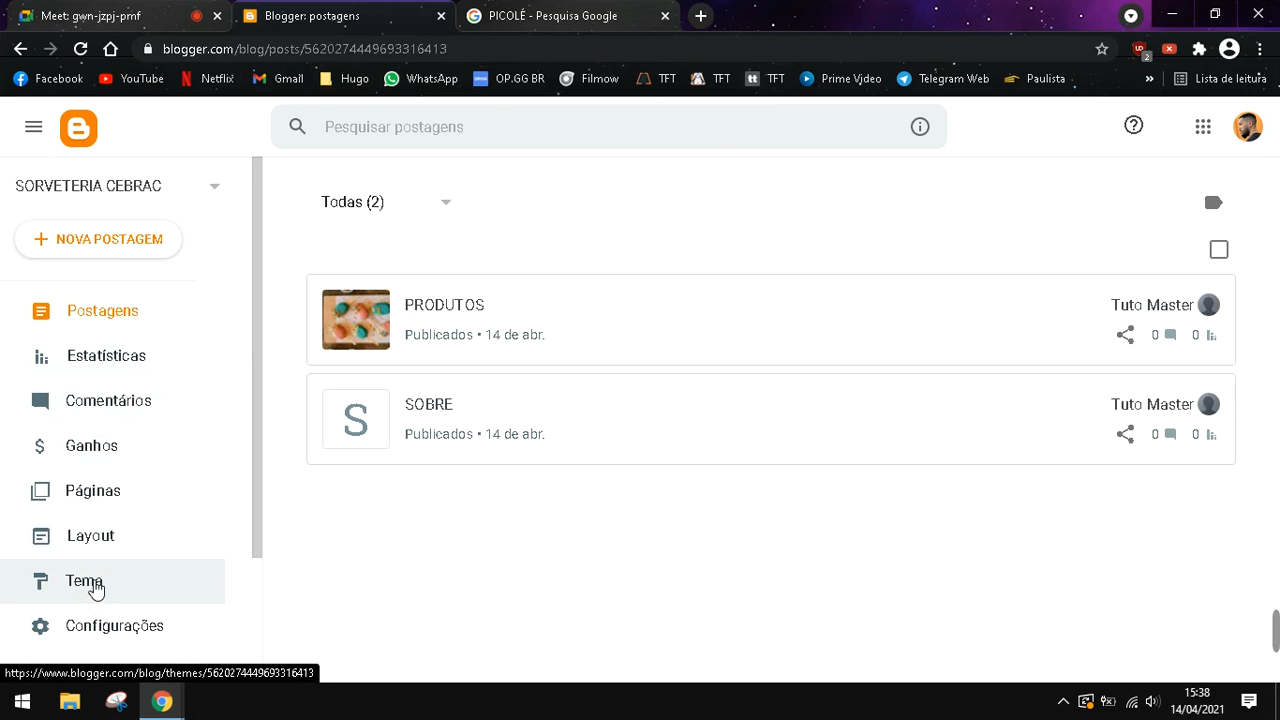 Meet: gwn-jzpj-pmf
Blogger: postagens
PICOLÉ - Pesquisa Google
blogger.com/blog/posts/5620274449693316413
Facebook
YouTube
Netflix
Gmail
Hugo
WhatsApp
OP.GG BR
Filmow
TFT
TFT
TFT
Prime Video
Telegram Web
Paulista
»
Lista de leitura
Pesquisar postagens
SORVETERIA CEBRAC
Todas (2)
+ NOVA POSTAGEM
Postagens
PRODUTOS
Tuto Master
Publicados • 14 de abr.
0
0
Estatísticas
Comentários
S
SOBRE
Tuto Master
Publicados • 14 de abr.
0
0
Ganhos
Páginas
Layout
Tema
Configurações
https://www.blogger.com/blog/themes/5620274449693316413
15:38
14/04/2021